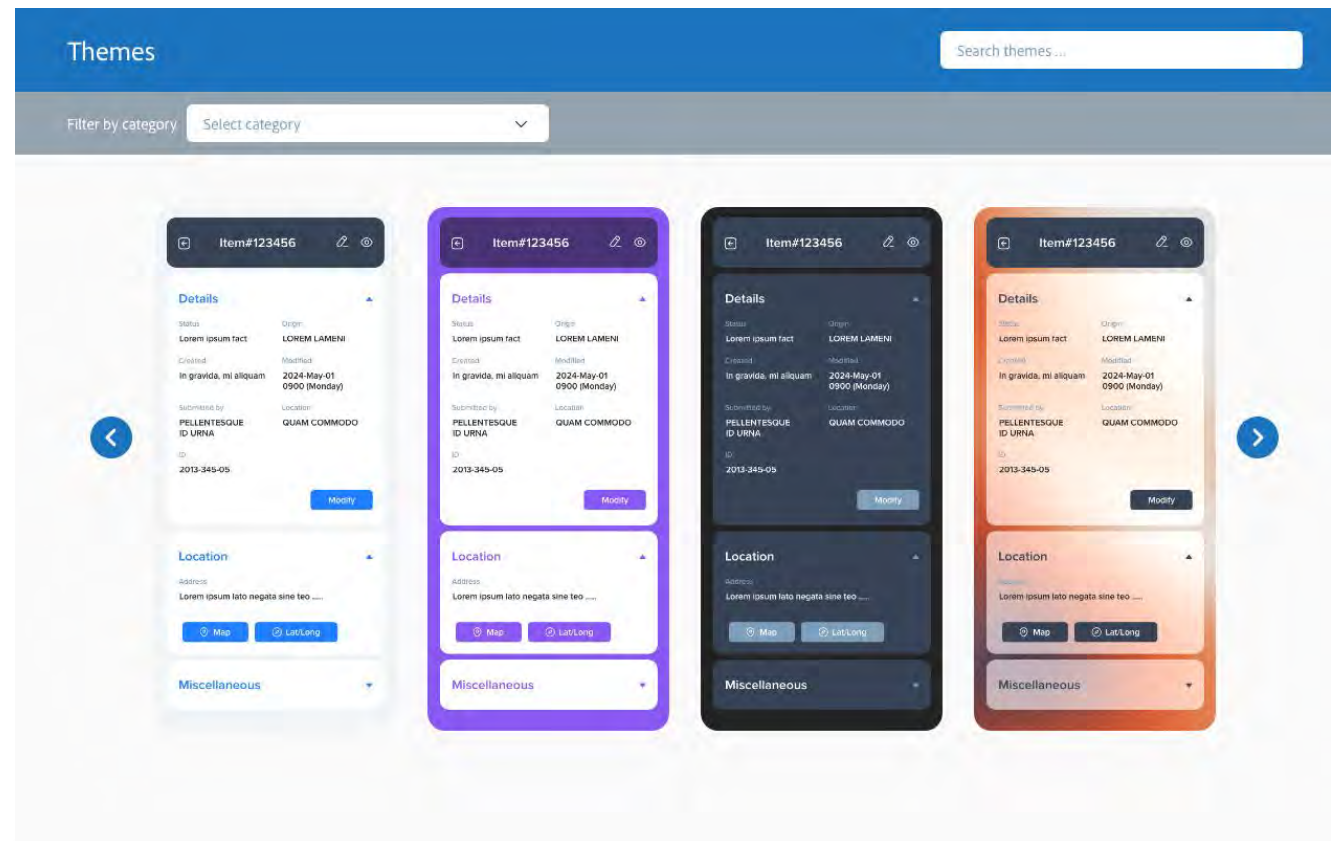 Themes
Search themes ...
Filter by category
Select category
Item#123456
Details
Status Origin
Lorem ipsum fact LOREM LAMENI
Created Modified
In gravida, mi aliquam 2024-May-01
0900 (Monday)
Submitted by Location
PELLENTESQUE QUAM COMMODO
ID URNA
ID
2013-345-05
Modify
Location
Address
Lorem ipsum lato negata sine teo .....
Map Lat/Long
Miscellaneous
Item#123456
Details
Status Origin
Lorem ipsum fact LOREM LAMENI
Created Modified
In gravida, mi aliquam 2024-May-01
0900 (Monday)
Submitted by Location
PELLENTESQUE QUAM COMMODO
ID URNA
ID
2013-345-05
Modify
Location
Address
Lorem ipsum lato negata sine teo .....
Map Lat/Long
Miscellaneous
Item#123456
Details
Status Origin
Lorem ipsum fact LOREM LAMENI
Created Modified
In gravida, mi aliquam 2024-May-01
0900 (Monday)
Submitted by Location
PELLENTESQUE QUAM COMMODO
ID URNA
ID
2013-345-05
Modify
Location
Address
Lorem ipsum lato negata sine teo .....
Map Lat/Long
Miscellaneous
Item#123456
Details
Status Origin
Lorem ipsum fact LOREM LAMENI
Created Modified
In gravida, mi aliquam 2024-May-01
0900 (Monday)
Submitted by Location
PELLENTESQUE QUAM COMMODO
ID URNA
ID
2013-345-05
Modify
Location
Address
Lorem ipsum lato negata sine teo .....
Map Lat/Long
Miscellaneous